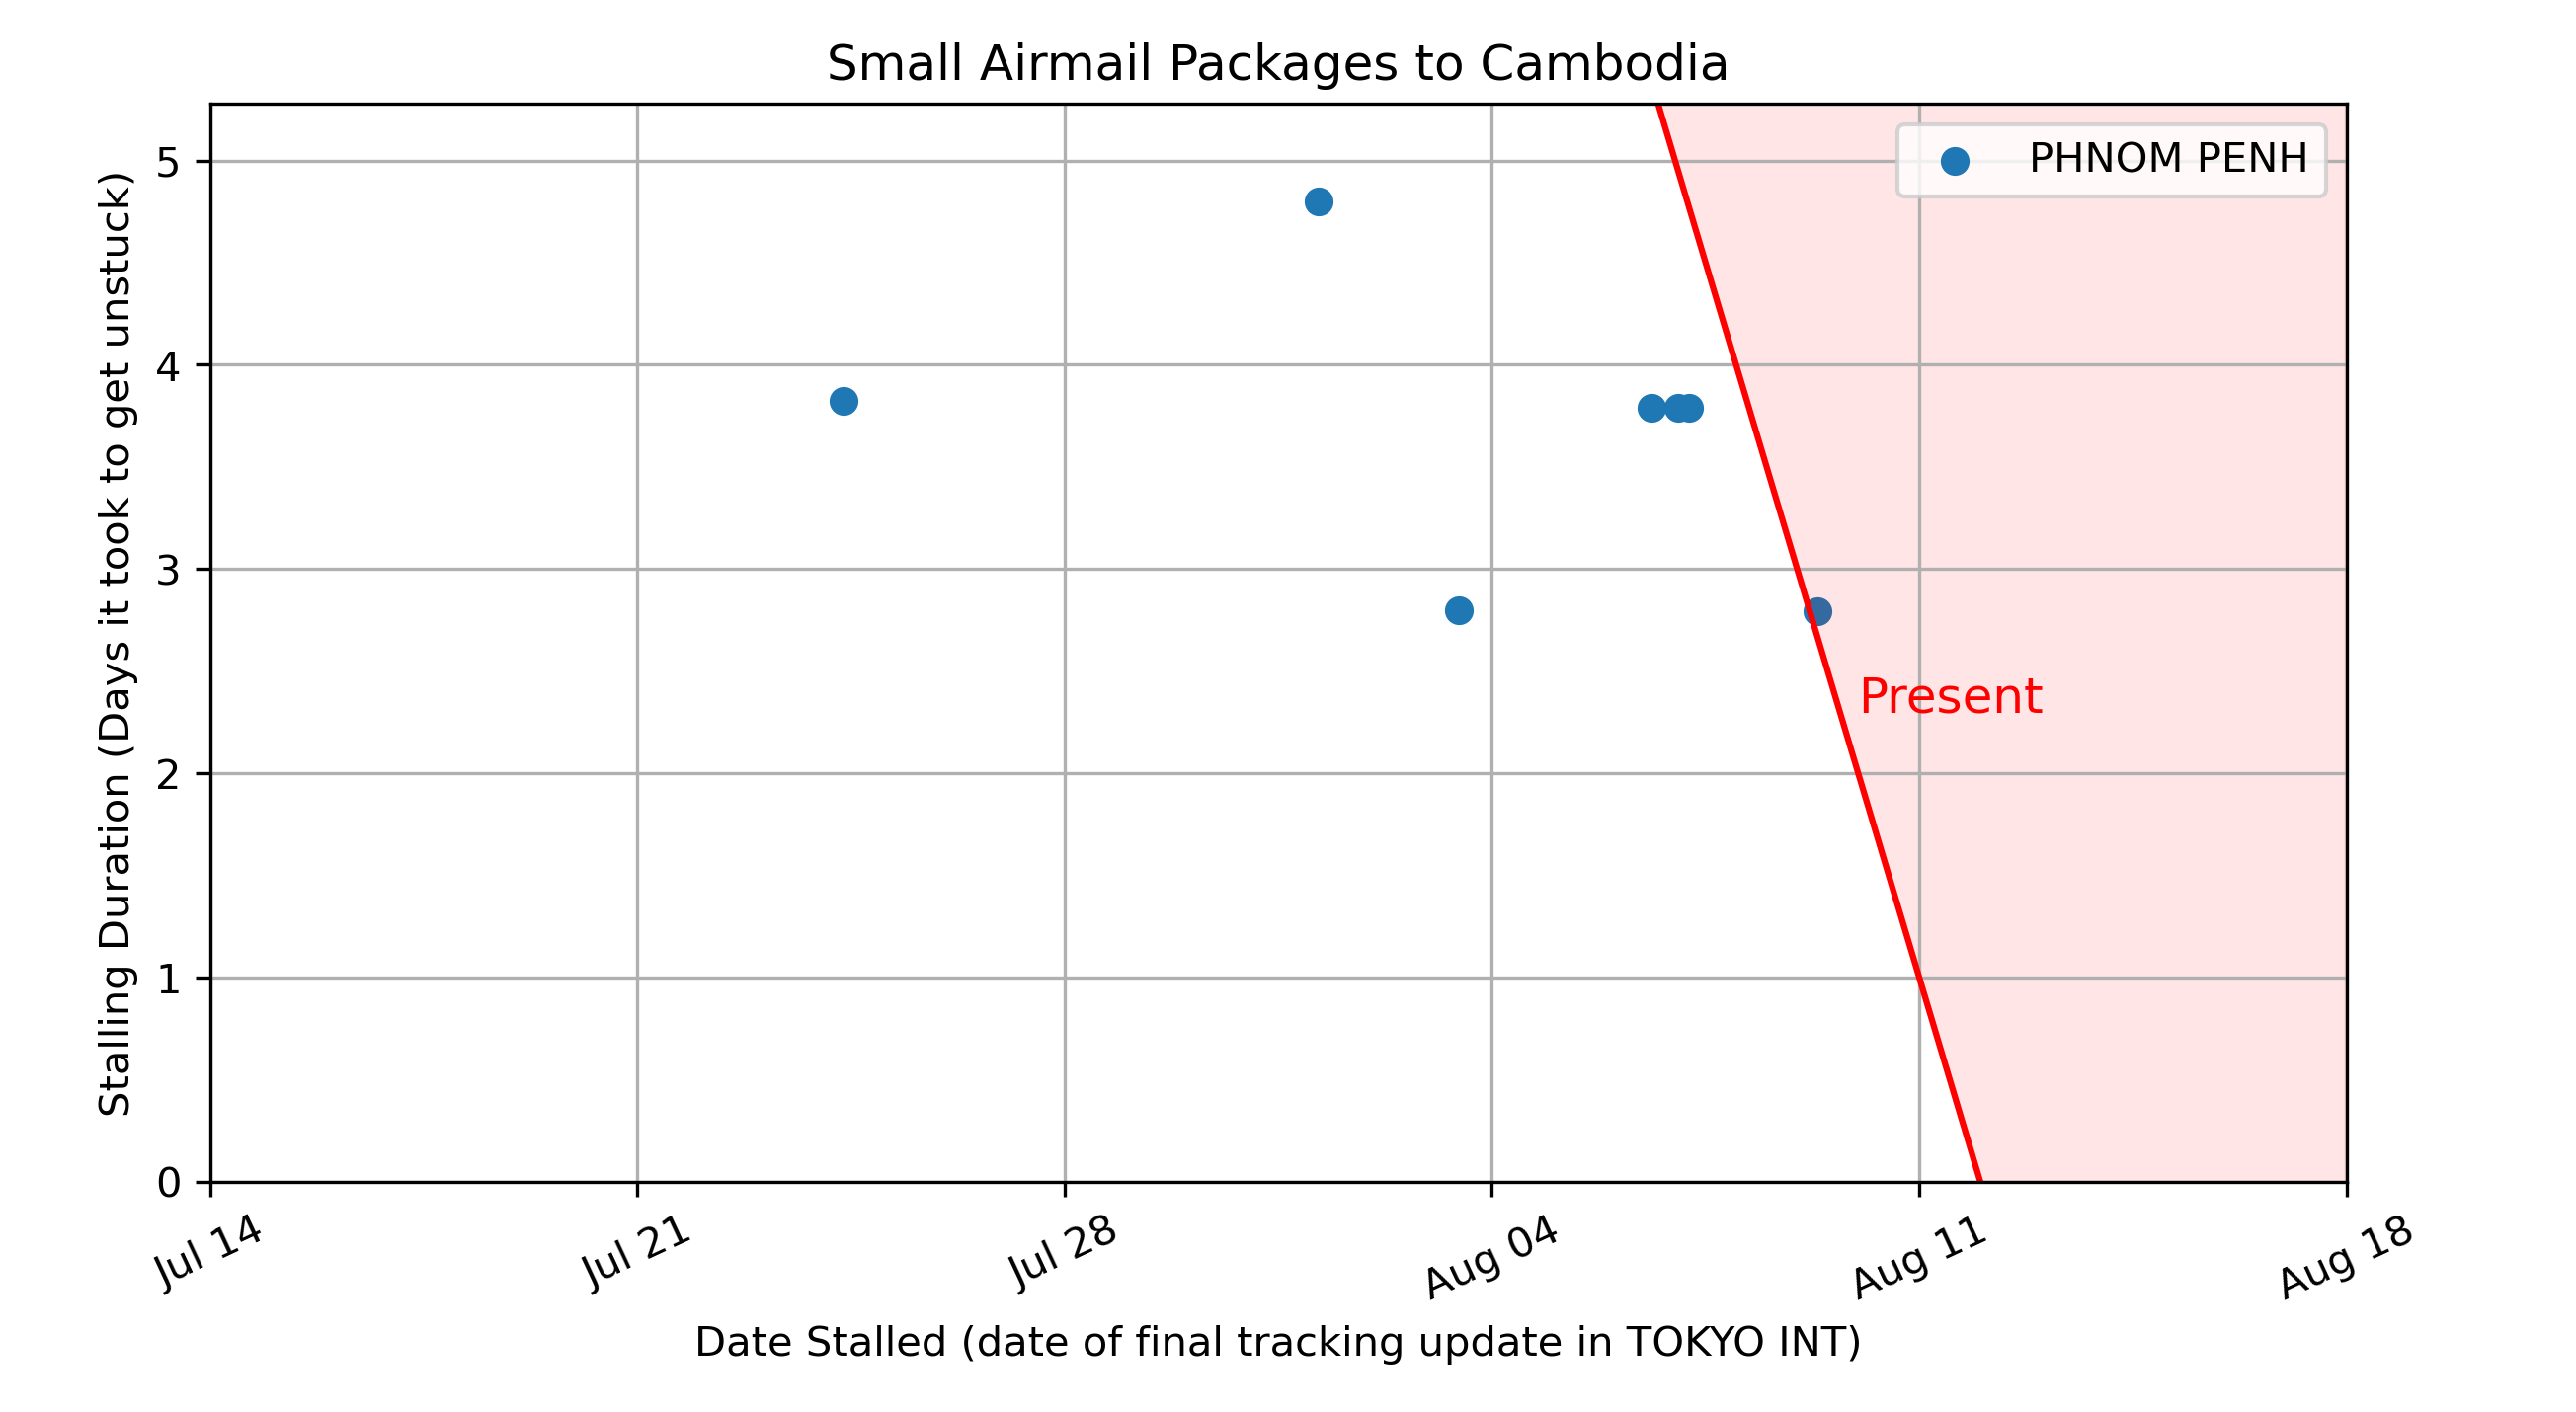 Small Airmail Packages to Cambodia
PHNOM PENH
Present
Stalling Duration (Days it took to get unstuck)
5
4
3
2
1
0
Jul 14
Jul 21
Jul 28
Aug 04
Aug 11
Aug 18
Date Stalled (date of final tracking update in TOKYO INT)